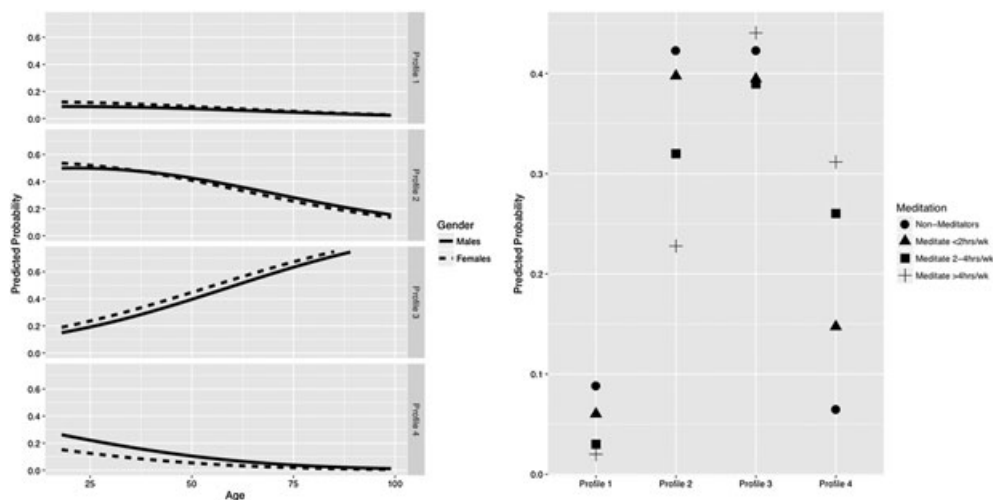 0.6
0.4
0.2
0.0
Profile 1
0.6
0.4
0.2
0.0
Profile 2
0.6
0.4
0.2
0.0
Profile 3
0.6
0.4
0.2
0.0
Profile 4
25
50
75
100
Age
Predicted Probability
Gender
Males
Females
Predicted Probability
0.4
0.3
0.2
0.1
0.0
Profile 1
Profile 2
Profile 3
Profile 4
Meditation
Non-Meditators
Meditate <2hrs/wk
Meditate 2-4hrs/wk
Meditate >4hrs/wk